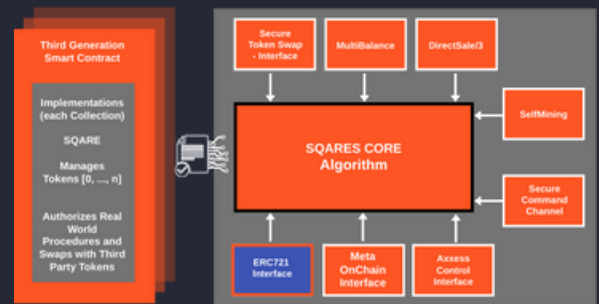 Third Generation
Smart Contract
Implementations
(each Collection)
SQARE
Manages
Tokens [0, ..., n]
Authorizes Real
World
Procedures and
Swaps with Third
Party Tokens
Secure
Token Swap
- Interface
MultiBalance
DirectSale/3
SelfMining
SQARES CORE
Algorithm
Secure
Command
Channel
ERC721
Interface
Meta
OnChain
Interface
Axxess
Control
Interface